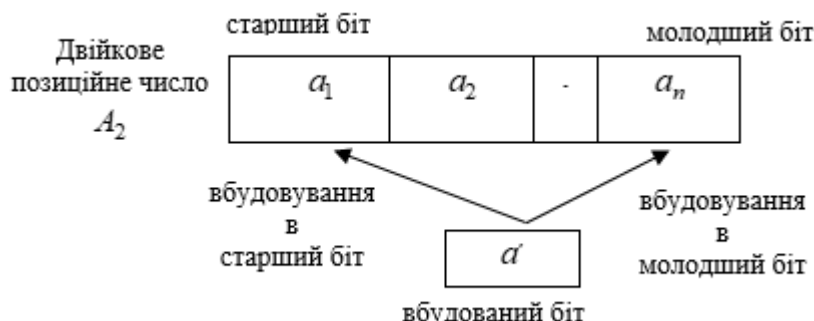 старший біт
молодший біт
Двійкове
позиційне число
A₂
a₁ a₂ - aₙ
вбудовування
в
старший біт
a′
вбудовування
в
молодший біт
вбудований біт